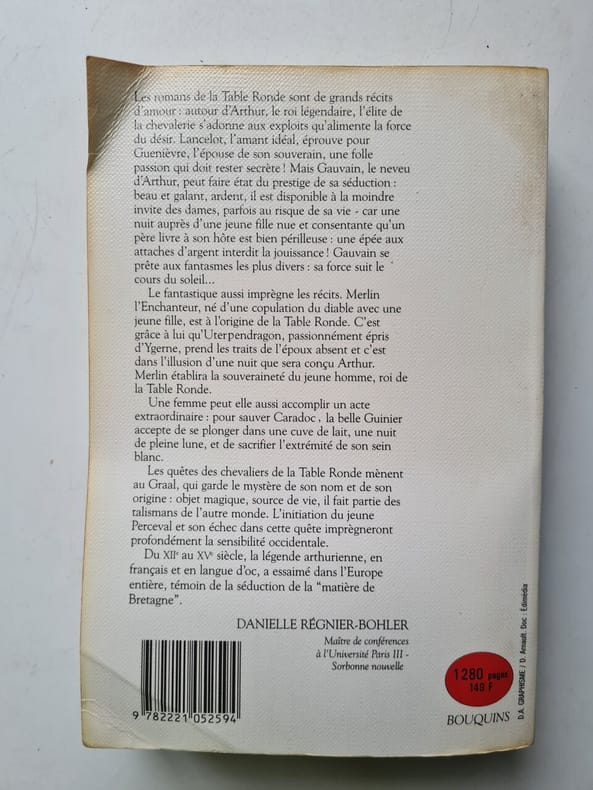 Les romans de la Table Ronde sont de grands récits
d'amour : autour d'Arthur, le roi légendaire, l'élite de
la chevalerie s'adonne aux exploits qu'alimente la force
du désir. Lancelot, l'amant idéal, éprouve pour
Guenièvre, l'épouse de son souverain, une folle
passion qui doit rester secrète ! Mais Gauvain, le neveu
d'Arthur, peut faire état du prestige de sa séduction :
beau et galant, ardent, il est disponible à la moindre
invite des dames, parfois au risque de sa vie - car une
nuit auprès d'une jeune fille nue et consentante qu'un
père livre à son hôte est bien périlleuse : une épée aux
attaches d'argent interdit la jouissance ! Gauvain se
prête aux fantasmes les plus divers : sa force suit le
cours du soleil...
Le fantastique aussi imprègne les récits. Merlin
l'Enchanteur, né d'une copulation du diable avec une
jeune fille, est à l'origine de la Table Ronde. C'est
grâce à lui qu'Uterpendragon, passionnément épris
d'Ygerne, prend les traits de l'époux absent et c'est
dans l'illusion d'une nuit que sera conçu Arthur.
Merlin établira la souveraineté du jeune homme, roi de
la Table Ronde.
Une femme peut elle aussi accomplir un acte
extraordinaire : pour sauver Caradoc, la belle Guinier
accepte de se plonger dans une cuve de lait, une nuit
de pleine lune, et de sacrifier l'extrémité de son sein
blanc.
Les quêtes des chevaliers de la Table Ronde mènent
au Graal, qui garde le mystère de son nom et de son
origine : objet magique, source de vie, il fait partie des
talismans de l'autre monde. L'initiation du jeune
Perceval et son échec dans cette quête imprègneront
profondément la sensibilité occidentale.
Du XIIe au XVe siècle, la légende arthurienne, en
français et en langue d'oc, a essaimé dans l'Europe
entière, témoin de la séduction de la "matière de
Bretagne".
DANIELLE RÉGNIER-BOHLER
Maître de conférences
à l'Université Paris III -
Sorbonne nouvelle
9 782221 052594
1 280 pages
149 F
BOUQUINS
D.A. GRAPHISME / D. Arnault. Doc : Edimédia